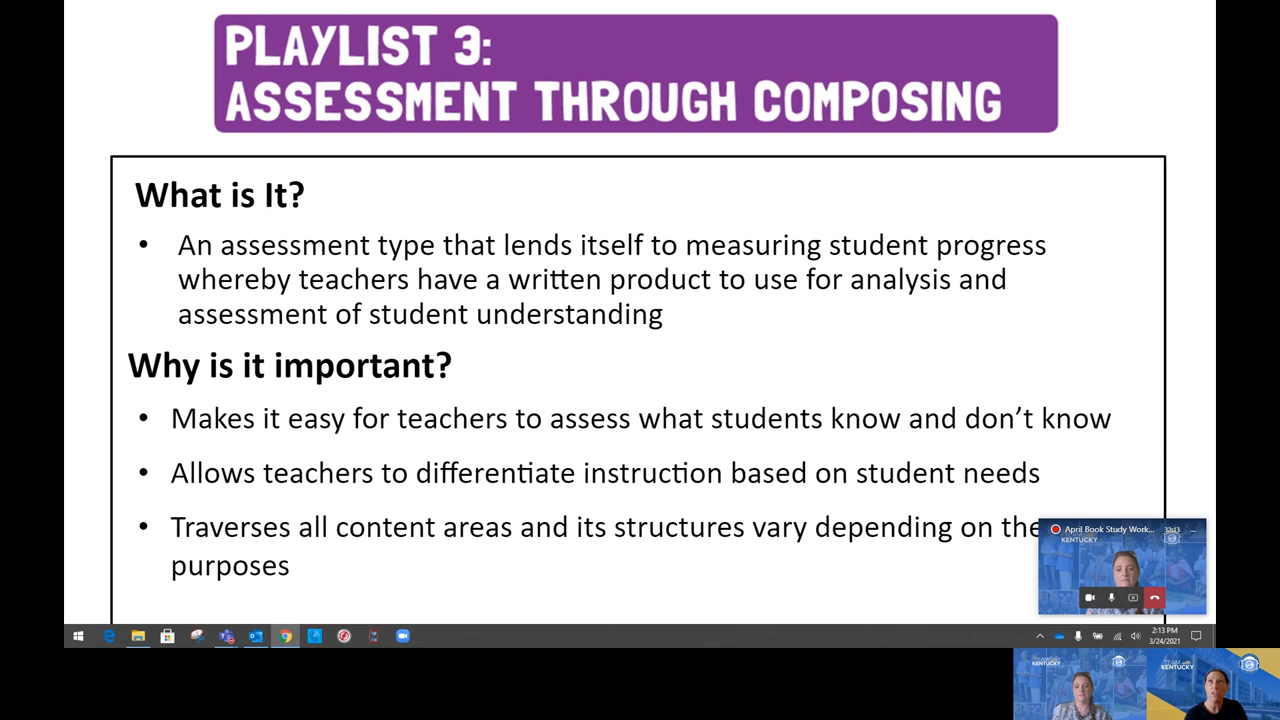 PLAYLIST 3:
ASSESSMENT THROUGH COMPOSING
What is It?
• An assessment type that lends itself to measuring student progress
whereby teachers have a written product to use for analysis and
assessment of student understanding
Why is it important?
• Makes it easy for teachers to assess what students know and don’t know
• Allows teachers to differentiate instruction based on student needs
• Traverses all content areas and its structures vary depending on the
purposes
April Book Study Work... 32:13
KENTUCKY
2:13 PM
3/24/2021
TEAM
KENTUCKY
TEAM
KENTUCKY